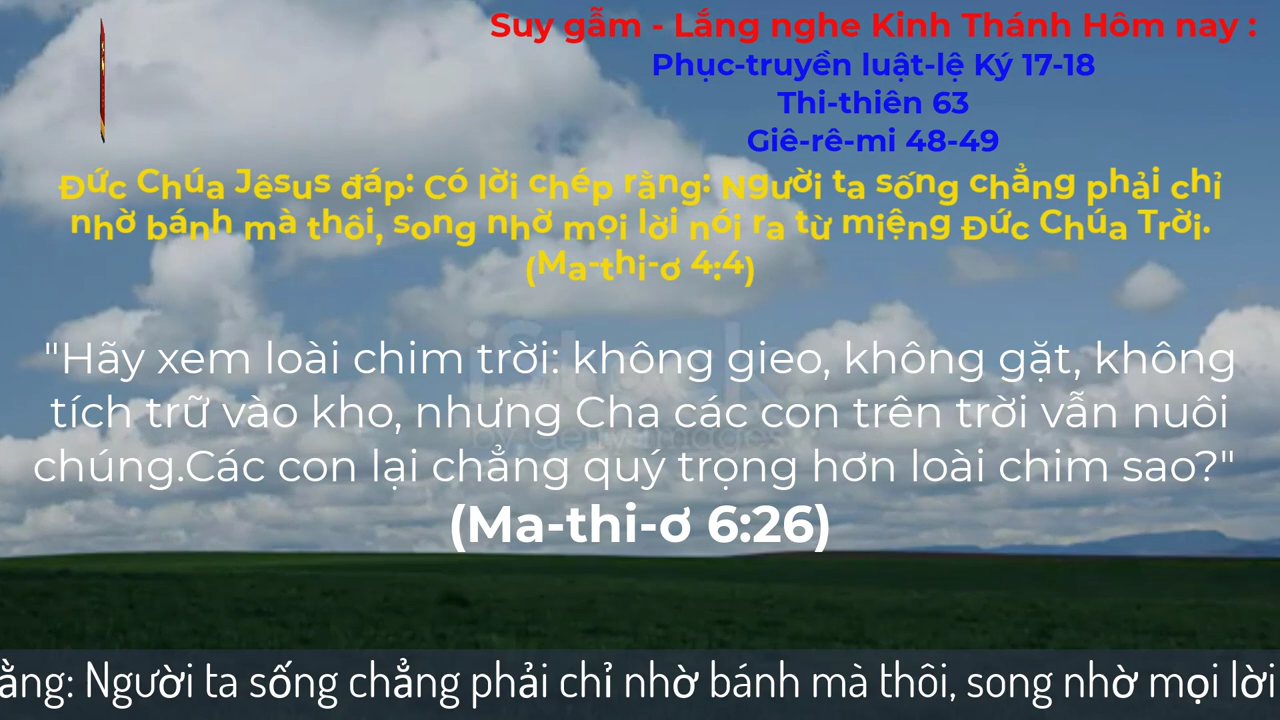 Suy gẫm - Lắng nghe Kinh Thánh Hôm nay :
Phục-truyền luật-lệ Ký 17-18
Thi-thiên 63
Giê-rê-mi 48-49
Đức Chúa Jêsus đáp: Có lời chép rằng: Người ta sống chẳng phải chỉ
nhờ bánh mà thôi, song nhờ mọi lời nói ra từ miệng Đức Chúa Trời.
(Ma-thi-ơ 4:4)
"Hãy xem loài chim trời: không gieo, không gặt, không
tích trữ vào kho, nhưng Cha các con trên trời vẫn nuôi
chúng.Các con lại chẳng quý trọng hơn loài chim sao?"
(Ma-thi-ơ 6:26)
iStock
by Getty Images
ằng: Người ta sống chẳng phải chỉ nhờ bánh mà thôi, song nhờ mọi lời